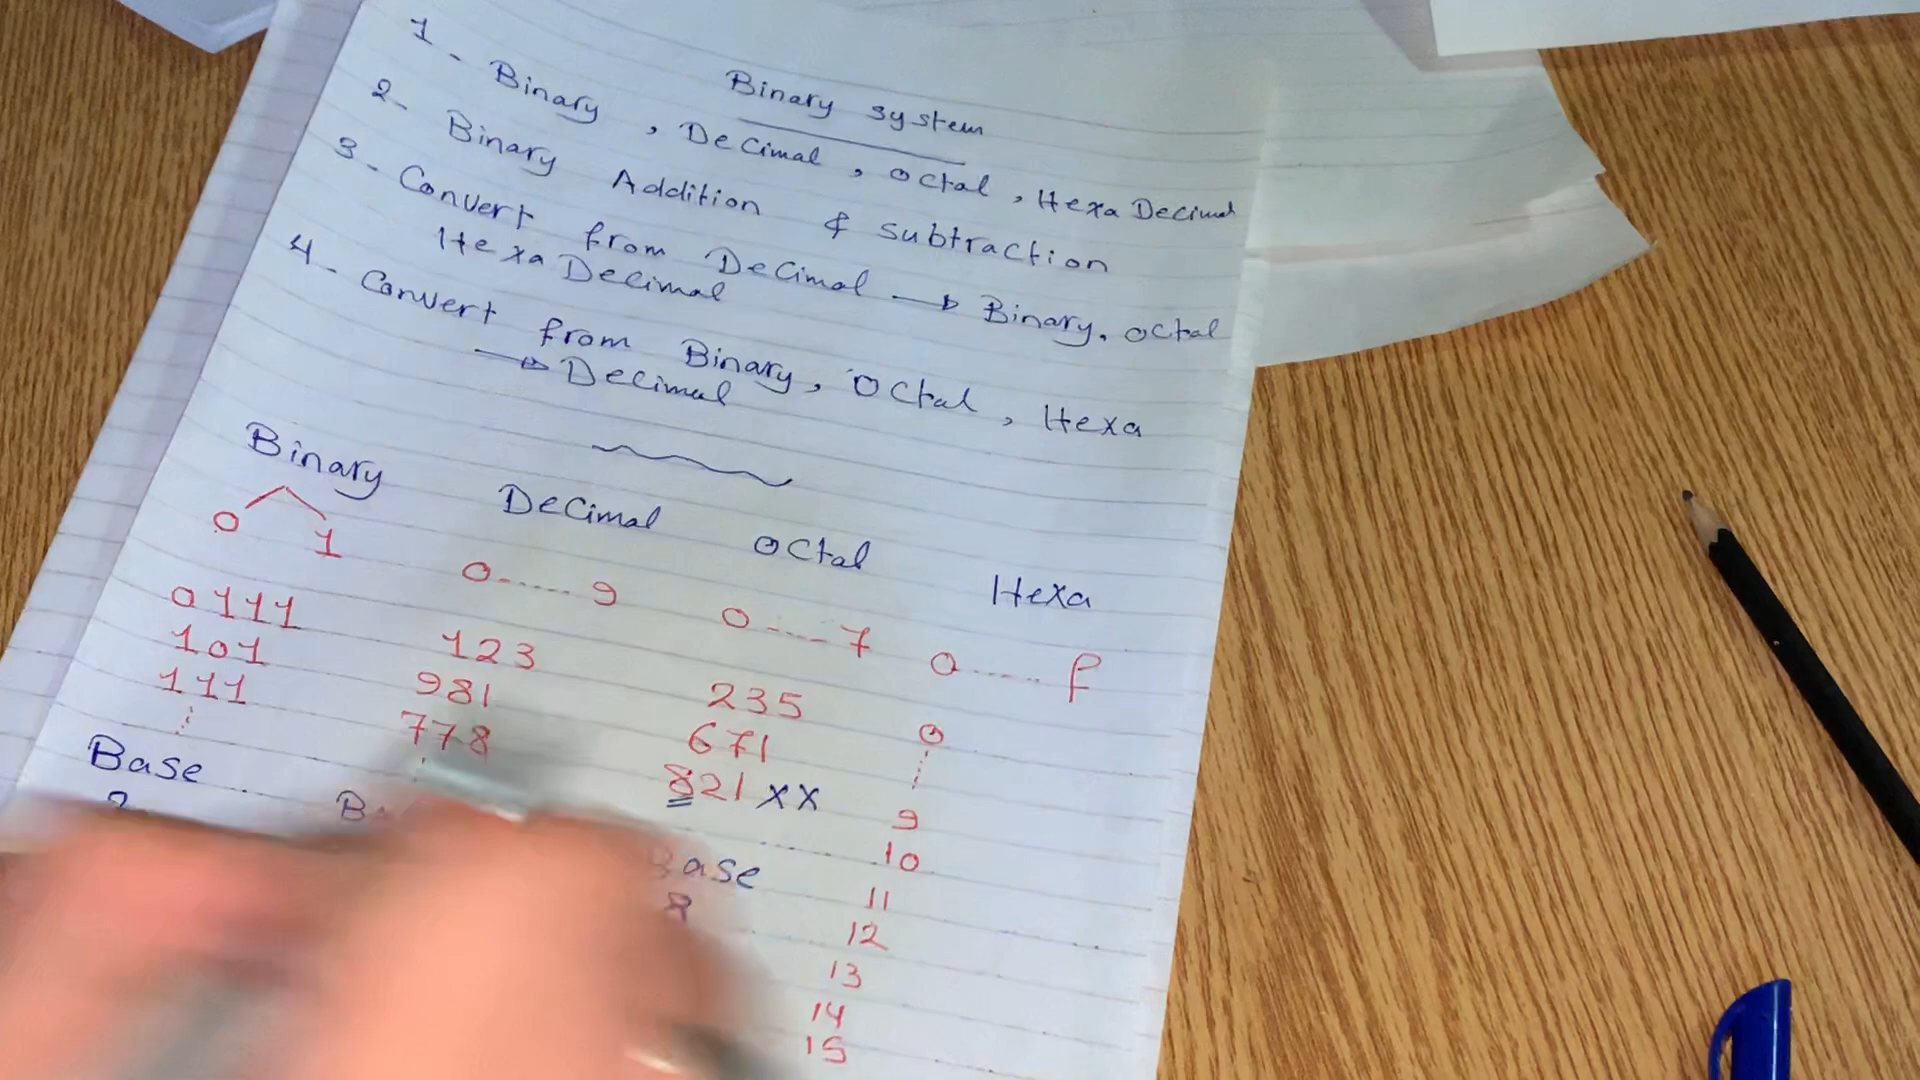 Binary system
1 - Binary , Decimal , octal , Hexa Decimal
2 - Binary Addition & subtraction
3 - Convert from Decimal → Binary. octal
Hexa Decimal
4 - Convert from Binary, Octal , Hexa
→ Decimal
Binary Decimal octal Hexa
0 1 0.....9 0....7 0.....f
0111 123 235 0
101 981 671 9
111 778 821 xx 10
Base Base 11
2 8 12
13
14
15